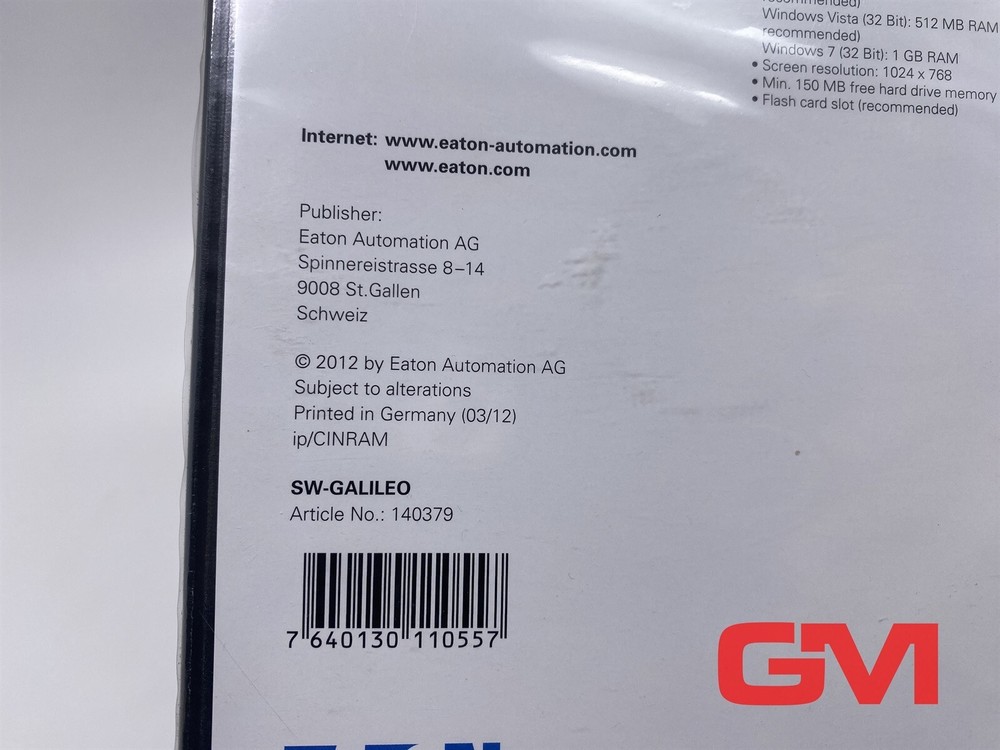 recommended)
Windows Vista (32 Bit): 512 MB RAM
recommended)
Windows 7 (32 Bit): 1 GB RAM
• Screen resolution: 1024 x 768
• Min. 150 MB free hard drive memory
• Flash card slot (recommended)
Internet: www.eaton-automation.com
www.eaton.com
Publisher:
Eaton Automation AG
Spinnereistrasse 8–14
9008 St.Gallen
Schweiz
© 2012 by Eaton Automation AG
Subject to alterations
Printed in Germany (03/12)
ip/CINRAM
SW-GALILEO
Article No.: 140379
7 640130 110557
GM